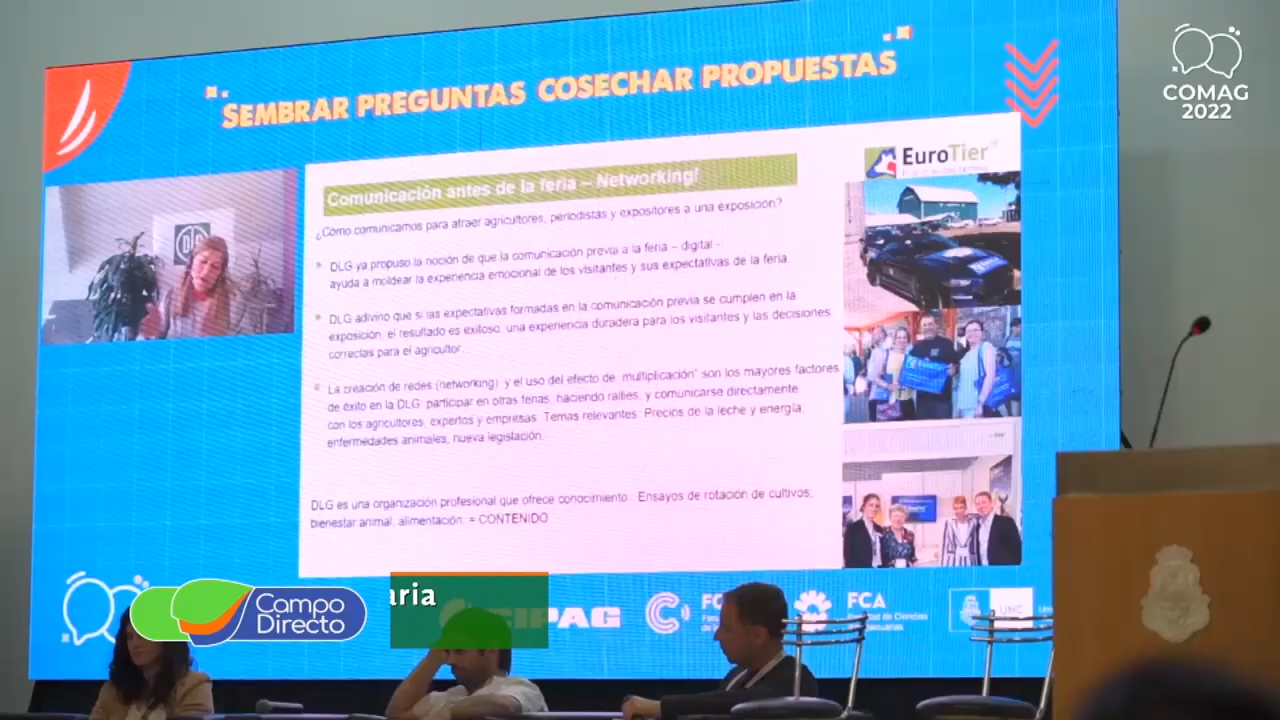 COMAG
2022
SEMBRAR PREGUNTAS COSECHAR PROPUESTAS
DLG
EuroTier
Comunicación antes de la feria – Networking!
¿Cómo comunicamos para atraer agricultores, periodistas y expositores a una exposición?
DLG ya propuso la noción de que la comunicación previa a la feria – digital -
ayuda a moldear la experiencia emocional de los visitantes y sus expectativas de la feria.
DLG adivinó que si las expectativas formadas en la comunicación previa se cumplen en la
exposición, el resultado es exitoso: una experiencia duradera para los visitantes y las decisiones
correctas para el agricultor.
La creación de redes (networking) y el uso del efecto de "multiplicación" son los mayores factores
de éxito en la DLG: participar en otras ferias, haciendo rallies, y comunicarse directamente
con los agricultores, expertos y empresas. Temas relevantes: Precios de la leche y energía,
enfermedades animales, nueva legislación.
DLG es una organización profesional que ofrece conocimiento: Ensayos de rotación de cultivos,
bienestar animal, alimentación. = CONTENIDO
Campo
Directo
aria
CIPAG
FCA
UNC